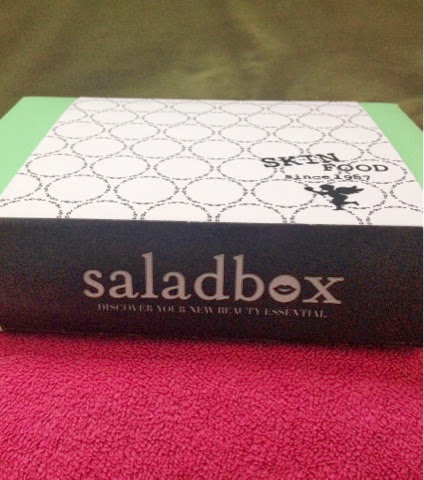 SKIN
FOOD
since 1957
saladbox
DISCOVER YOUR NEW BEAUTY ESSENTIAL